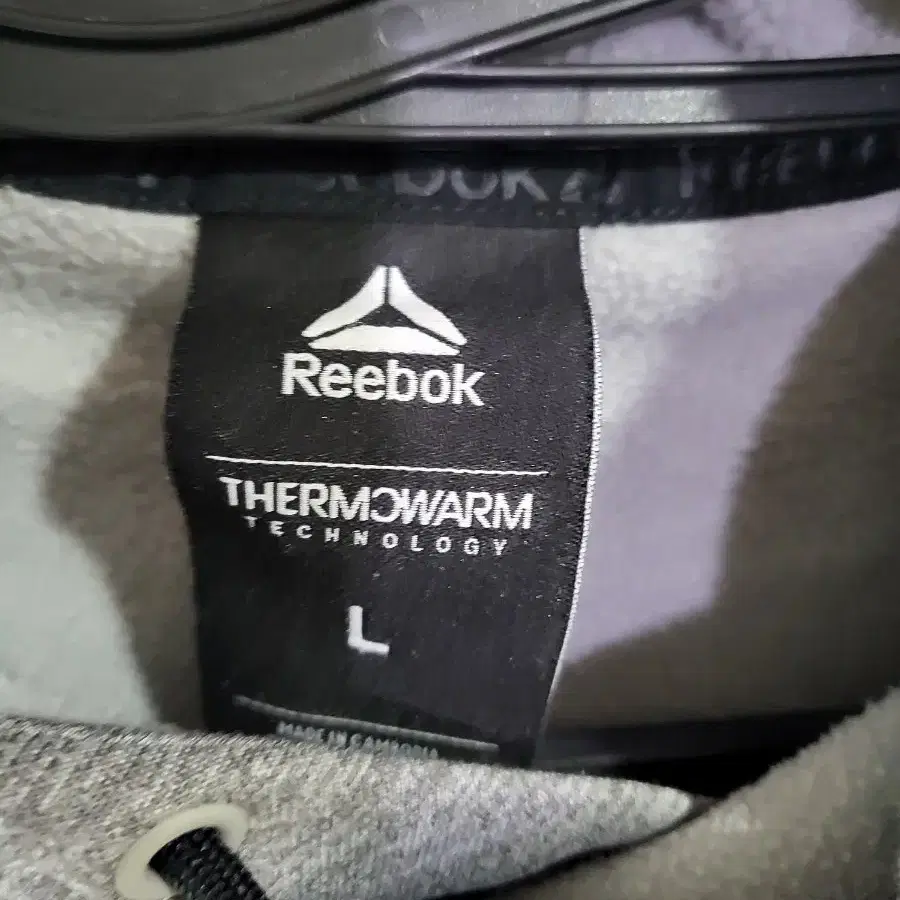 Reebok
THERMOWARM
TECHNOLOGY
L
MADE IN CAMBODIA